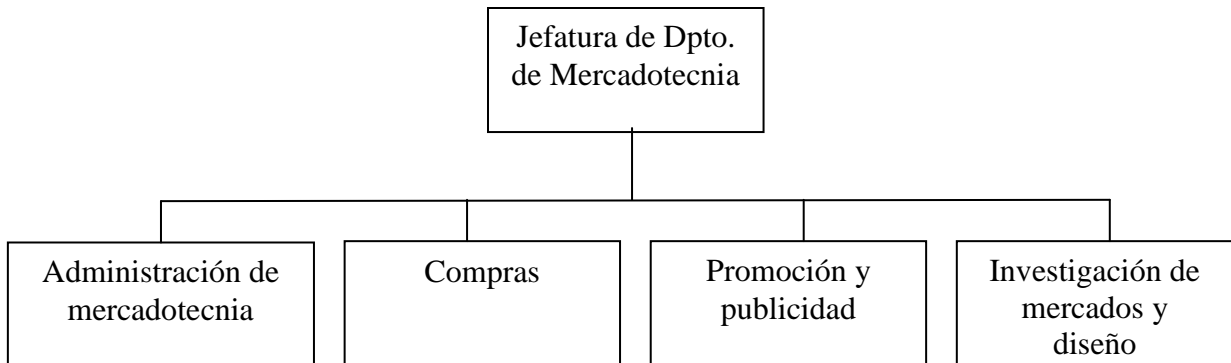 Jefatura de Dpto.
de Mercadotecnia
Administración de
mercadotecnia
Compras
Promoción y
publicidad
Investigación de
mercados y
diseño